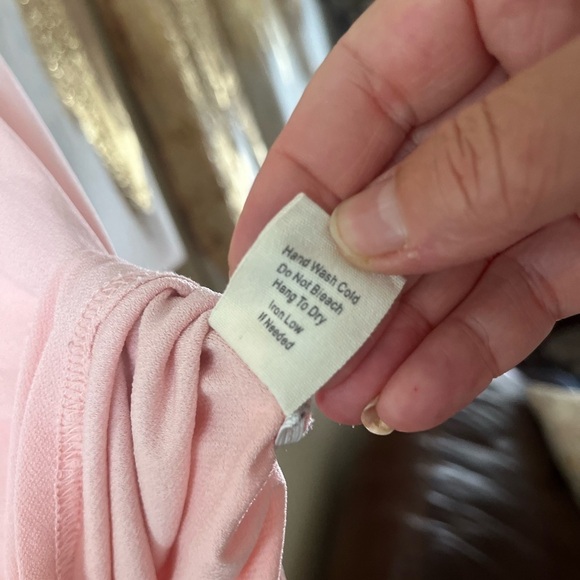 Hand Wash Cold
Do Not Bleach
Hang To Dry
Iron Low
If Needed